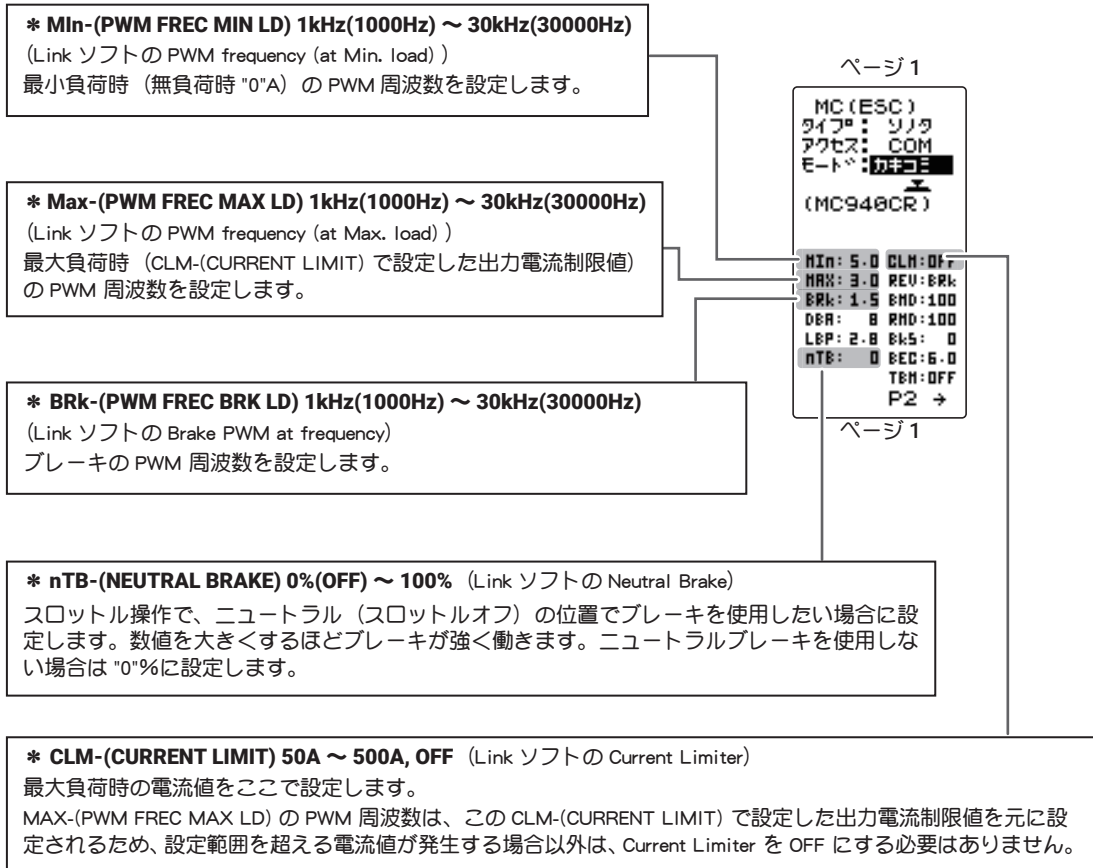 ＊ MIn-(PWM FREC MIN LD) 1kHz(1000Hz) ～ 30kHz(30000Hz)
（Link ソフトの PWM frequency (at Min. load) ）
最小負荷時（無負荷時 "0"A）の PWM 周波数を設定します。
＊ Max-(PWM FREC MAX LD) 1kHz(1000Hz) ～ 30kHz(30000Hz)
（Link ソフトの PWM frequency (at Max. load) ）
最大負荷時（CLM-(CURRENT LIMIT) で設定した出力電流制限値）
の PWM 周波数を設定します。
＊ BRk-(PWM FREC BRK LD) 1kHz(1000Hz) ～ 30kHz(30000Hz)
（Link ソフトの Brake PWM at frequency）
ブレーキの PWM 周波数を設定します。
ページ 1
MC(ESC)
タイプ： ソノタ
アクセス： COM
モード：カキコミ
(MC940CR)
MIn: 5.0 CLM:OFF
MAX: 3.0 REV:BRk
BRk: 1.5 BMD:100
DBA: 8 RMD:100
LBP: 2.8 BkS: 0
nTB: 0 BEC:6.0
TBM:OFF
P2 →
ページ 1
＊ nTB-(NEUTRAL BRAKE) 0%(OFF) ～ 100%（Link ソフトの Neutral Brake）
スロットル操作で、ニュートラル（スロットルオフ）の位置でブレーキを使用したい場合に設
定します。数値を大きくするほどブレーキが強く働きます。ニュートラルブレーキを使用しな
い場合は "0"％に設定します。
＊ CLM-(CURRENT LIMIT) 50A ～ 500A, OFF（Link ソフトの Current Limiter）
最大負荷時の電流値をここで設定します。
MAX-(PWM FREC MAX LD) の PWM 周波数は、この CLM-(CURRENT LIMIT) で設定した出力電流制限値を元に設
定されるため、設定範囲を超える電流値が発生する場合以外は、Current Limiter を OFF にする必要はありません。